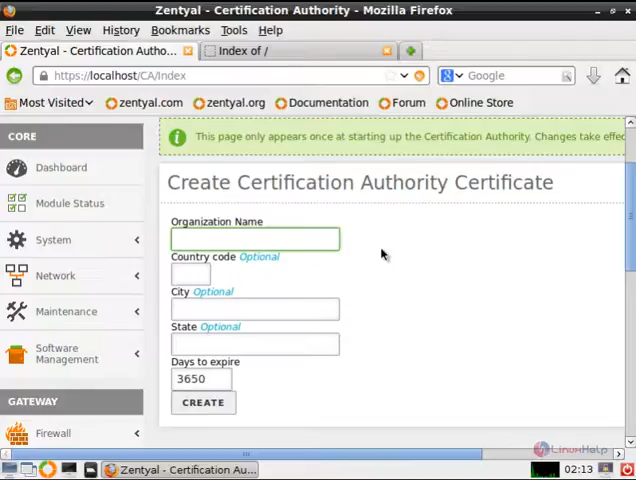 Zentyal - Certification Authority - Mozilla Firefox
File Edit View History Bookmarks Tools Help
Zentyal - Certification Autho... Index of /
https://localhost/CA/Index Google
Most Visited zentyal.com zentyal.org Documentation Forum Online Store
CORE
This page only appears once at starting up the Certification Authority. Changes take effec
Dashboard
Module Status
System
Network
Maintenance
Software
Management
GATEWAY
Firewall
Create Certification Authority Certificate
Organization Name
Country code Optional
City Optional
State Optional
Days to expire
3650
CREATE
LinuxHelp
Zentyal - Certification Au... 02:13